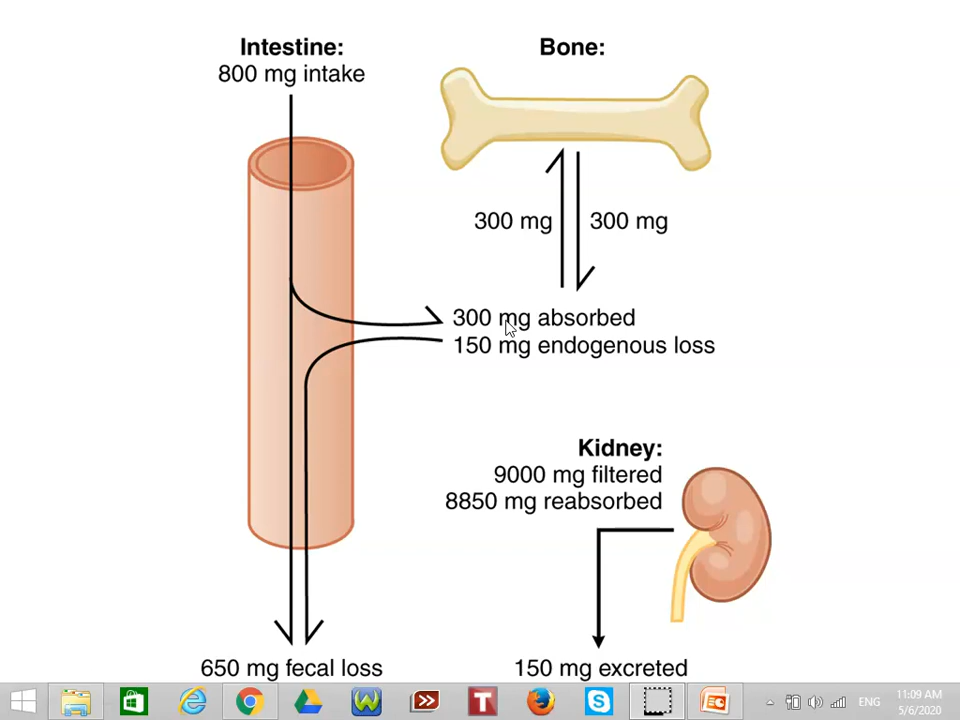 Intestine:
800 mg intake
Bone:
300 mg
300 mg
300 mg absorbed
150 mg endogenous loss
Kidney:
9000 mg filtered
8850 mg reabsorbed
650 mg fecal loss
150 mg excreted
W
T
S
ENG
11:09 AM
5/6/2020